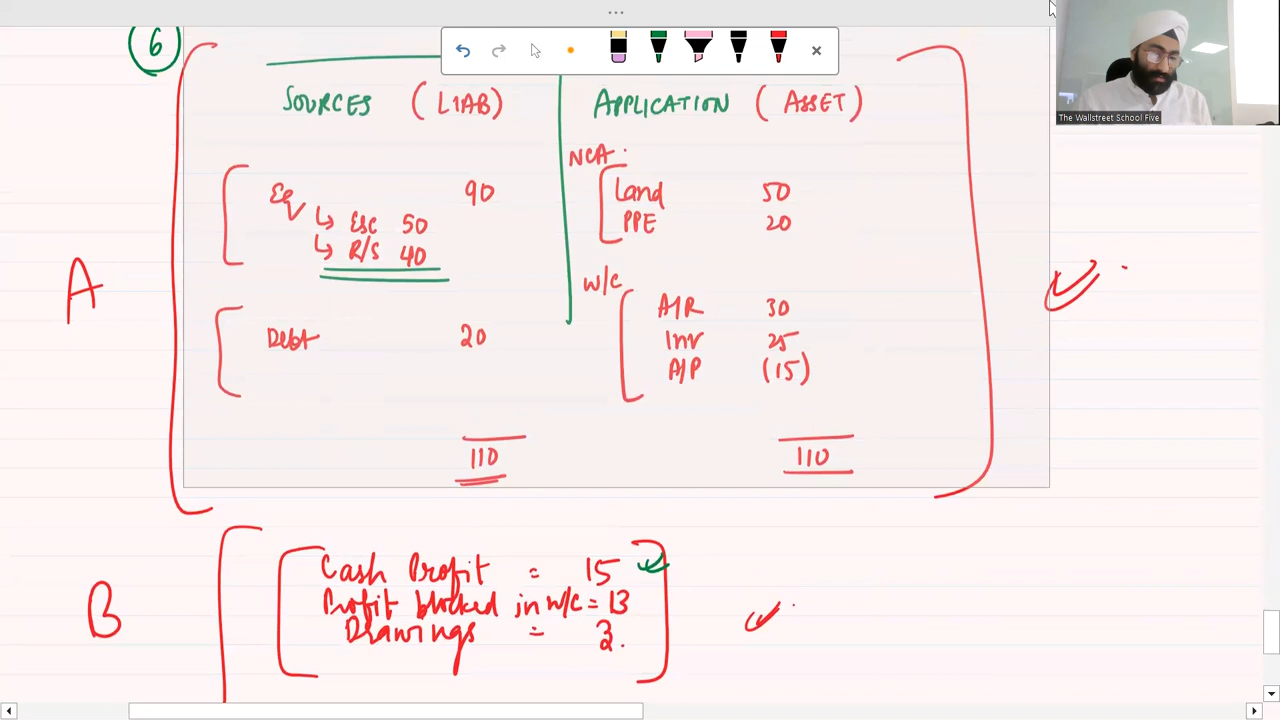 6
The Wallstreet School Five
SOURCES (LIAB) APPLICATION (ASSET)
NCA.
Eq 90 Land 50
↳ ESC 50 PPE 20
↳ R/S 40
W/C
A
A/R 30
Debt 20 Inv 25
A/P (15)
110 110
Cash Profit = 15
B Profit blocked in W/C = 13
Drawings = 3.